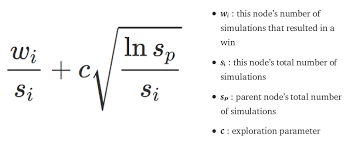 wᵢ/sᵢ + c√(ln sₚ/sᵢ)
• wᵢ : this node's number of
simulations that resulted in a
win
• sᵢ : this node's total number of
simulations
• sₚ : parent node's total number
of simulations
• c : exploration parameter